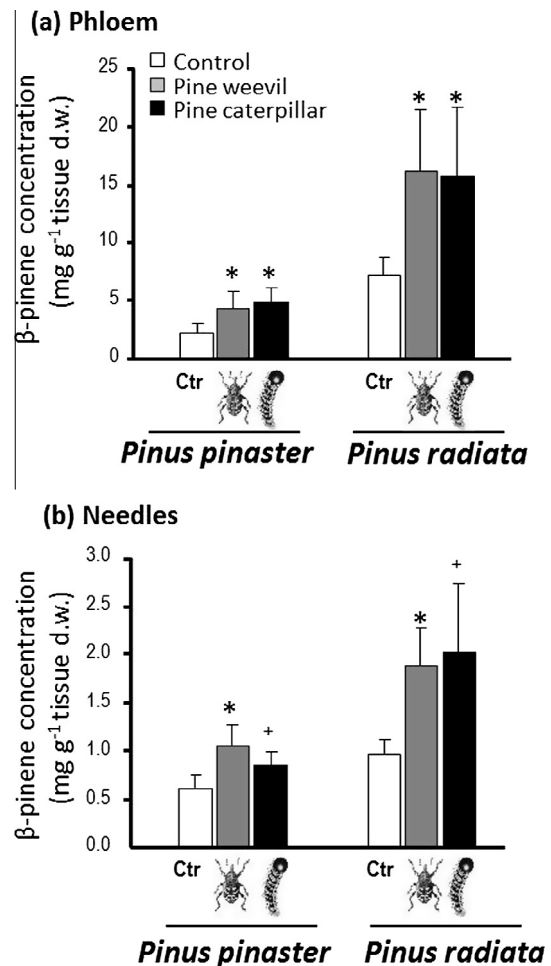 (a) Phloem
Control
Pine weevil
Pine caterpillar
β-pinene concentration
(mg g-1 tissue d.w.)
25
20
15
10
5
0
* *
* *
Ctr
Ctr
Pinus pinaster
Pinus radiata
(b) Needles
β-pinene concentration
(mg g-1 tissue d.w.)
3.0
2.5
2.0
1.5
1.0
0.5
0.0
* +
* +
Ctr
Ctr
Pinus pinaster
Pinus radiata